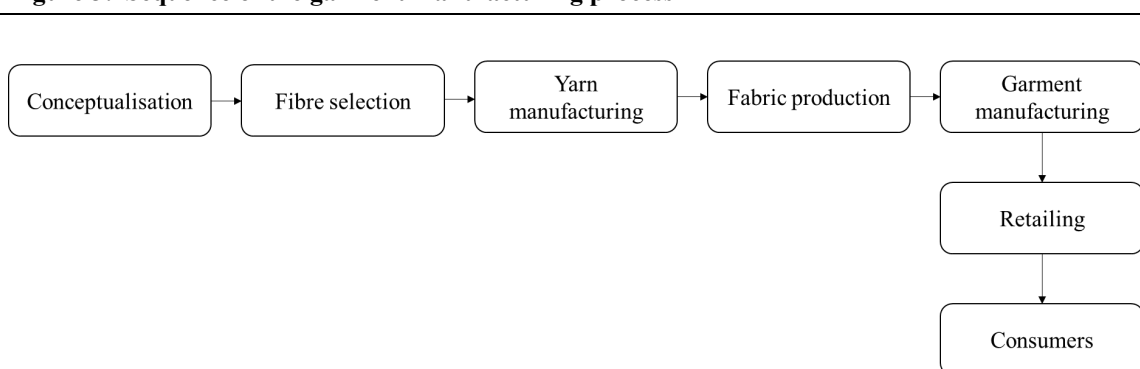 Conceptualisation
Fibre selection
Yarn
manufacturing
Fabric production
Garment
manufacturing
Retailing
Consumers